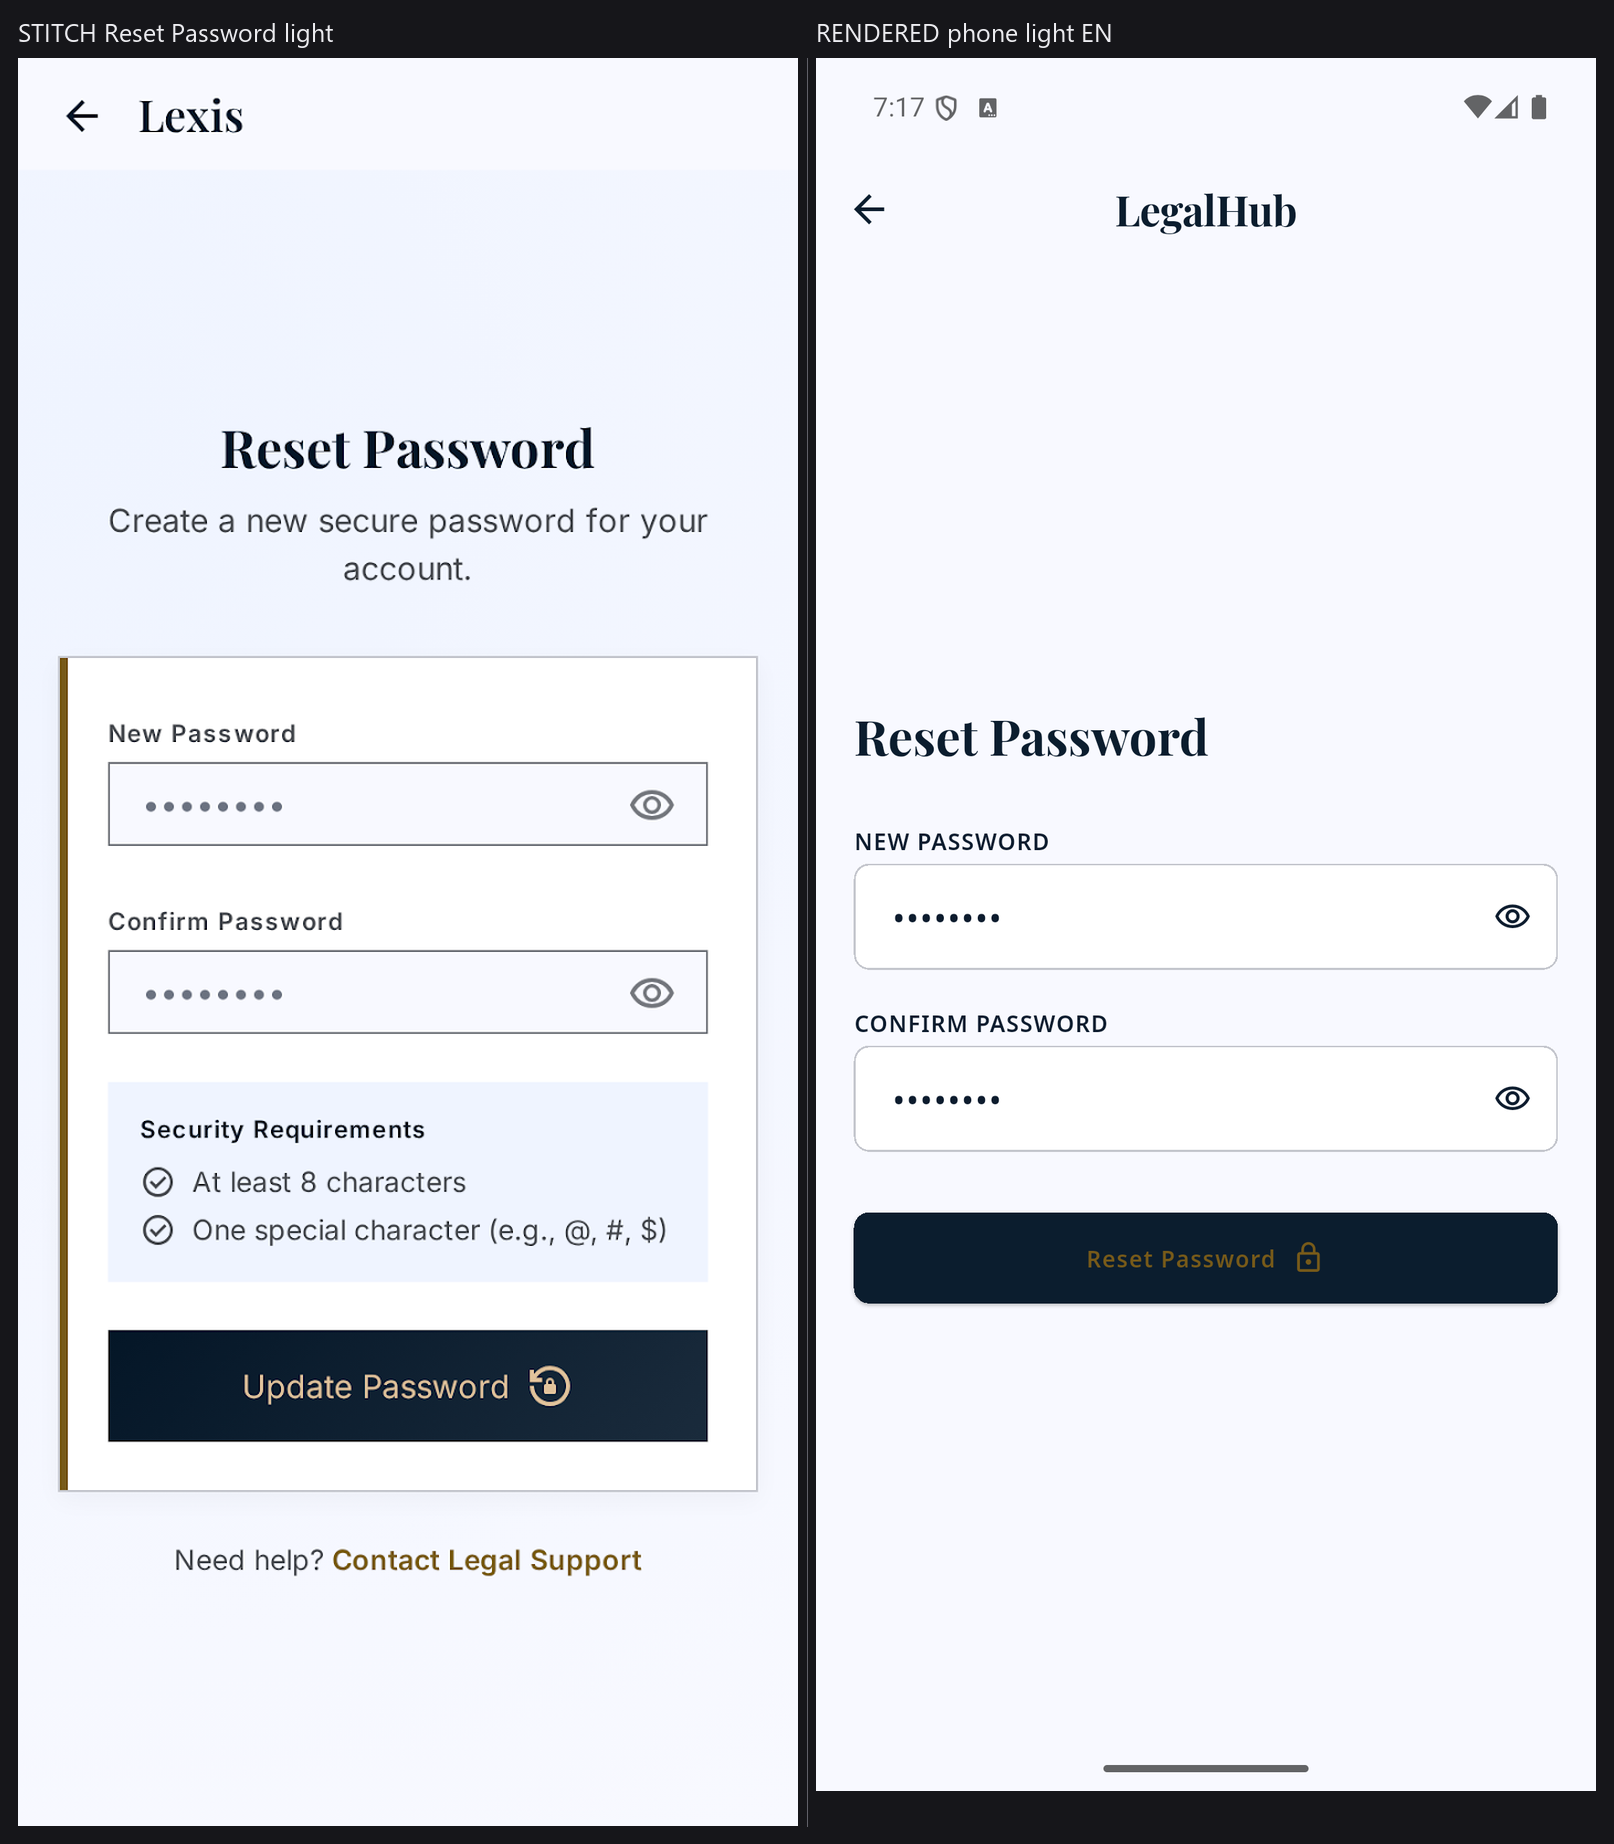 STITCH Reset Password light
Lexis
Reset Password
Create a new secure password for your
account.
New Password
Confirm Password
Security Requirements
At least 8 characters
One special character (e.g., @, #, $)
Update Password
Need help? Contact Legal Support
RENDERED phone light EN
7:17
A
LegalHub
Reset Password
NEW PASSWORD
CONFIRM PASSWORD
Reset Password